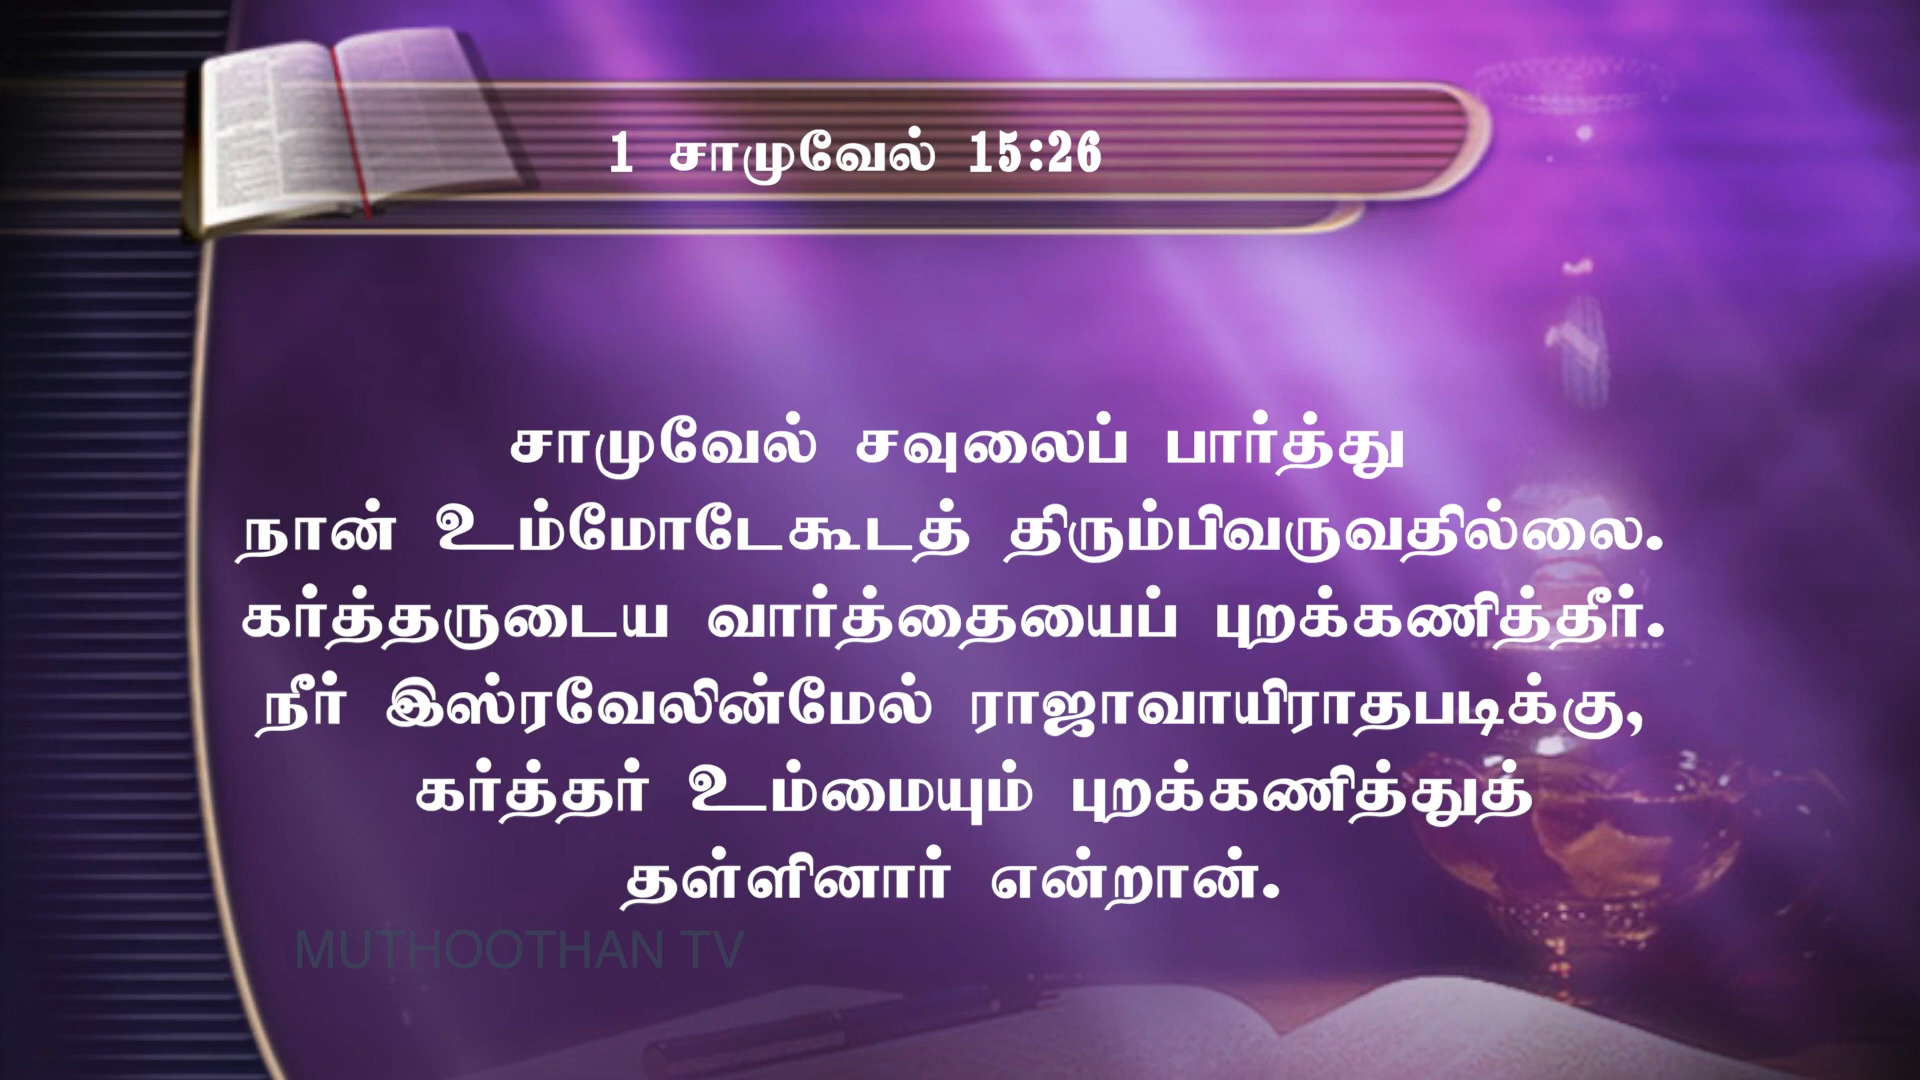 1 சாமுவேல் 15:26
சாமுவேல் சவுலைப் பார்த்து
நான் உம்மோடேகூடத் திரும்பிவருவதில்லை.
கர்த்தருடைய வார்த்தையைப் புறக்கணித்தீர்.
நீர் இஸ்ரவேலின்மேல் ராஜாவாயிராதபடிக்கு,
கர்த்தர் உம்மையும் புறக்கணித்துத்
தள்ளினார் என்றான்.
MUTHOOTHAN TV